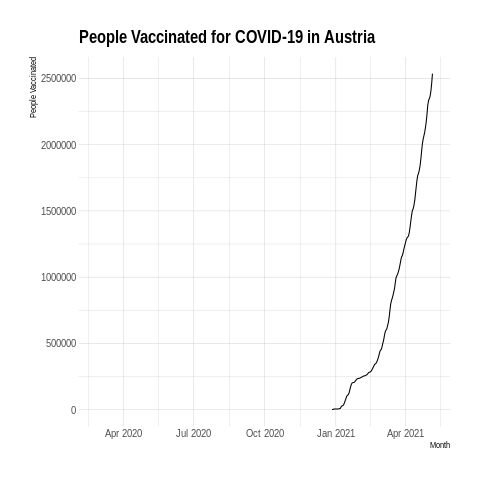 People Vaccinated for COVID-19 in Austria
People Vaccinated
2500000
2000000
1500000
1000000
500000
0
Apr 2020 Jul 2020 Oct 2020 Jan 2021 Apr 2021
Month